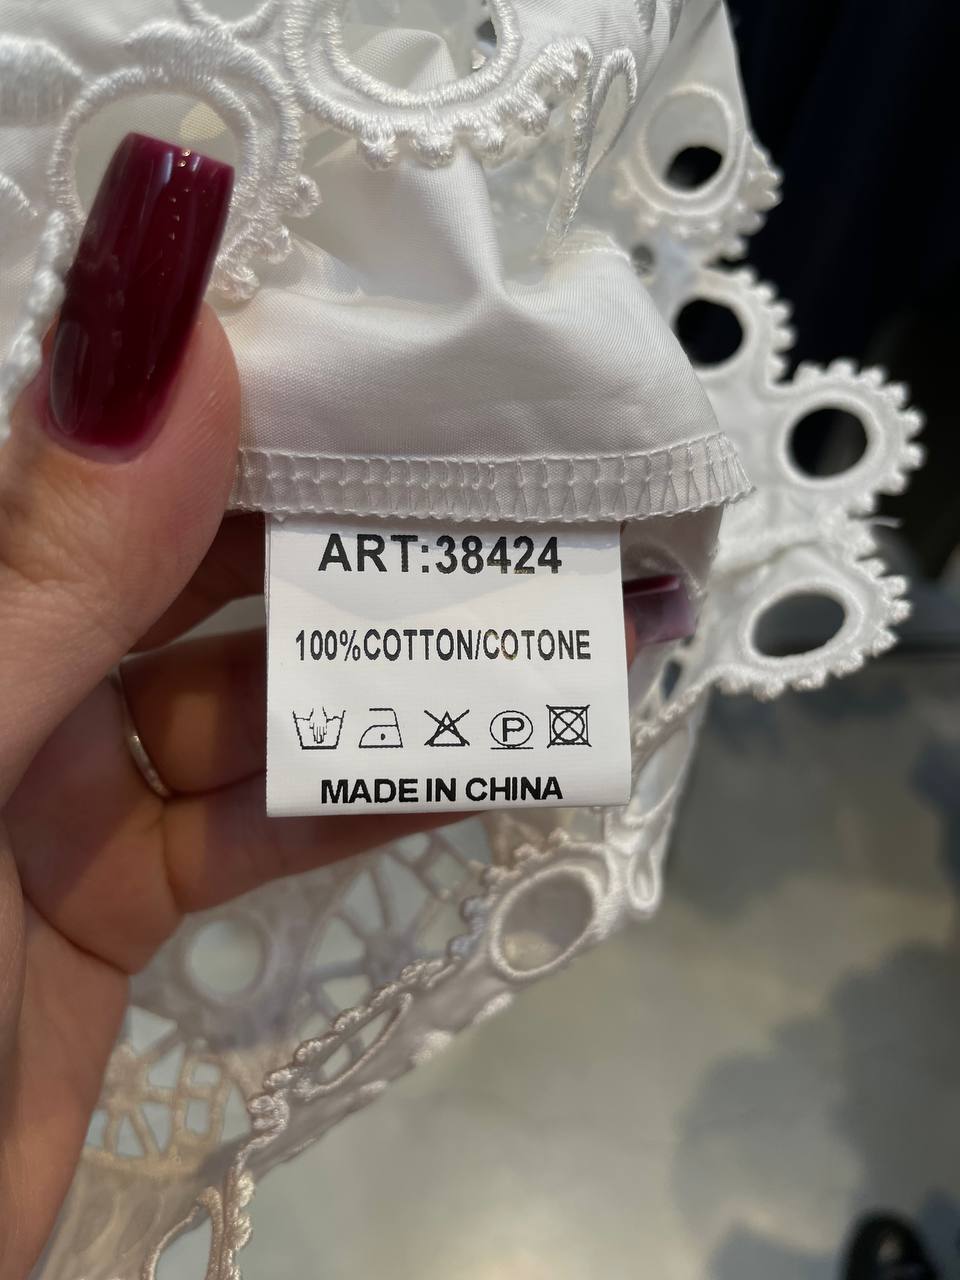 ART:38424
100%COTTON/COTONE
P
MADE IN CHINA